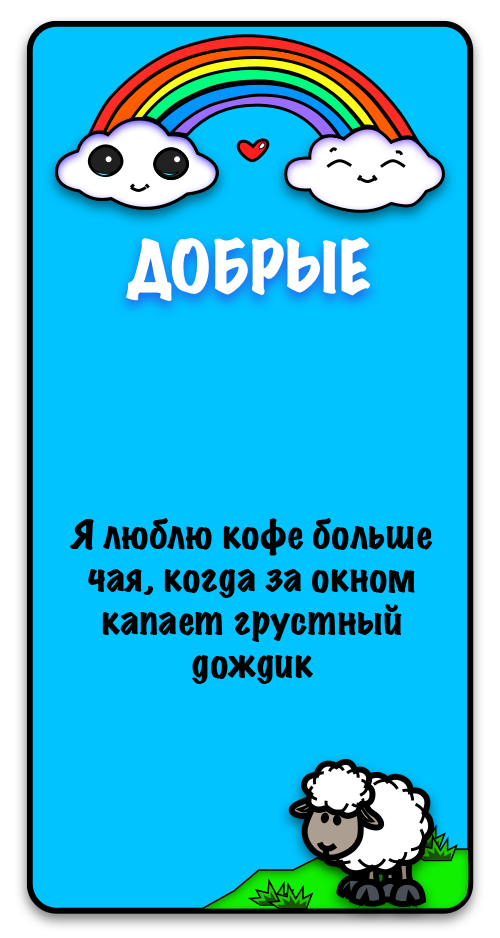 ДОБРЫЕ
Я люблю кофе больше
чая, когда за окном
капает грустный
дождик